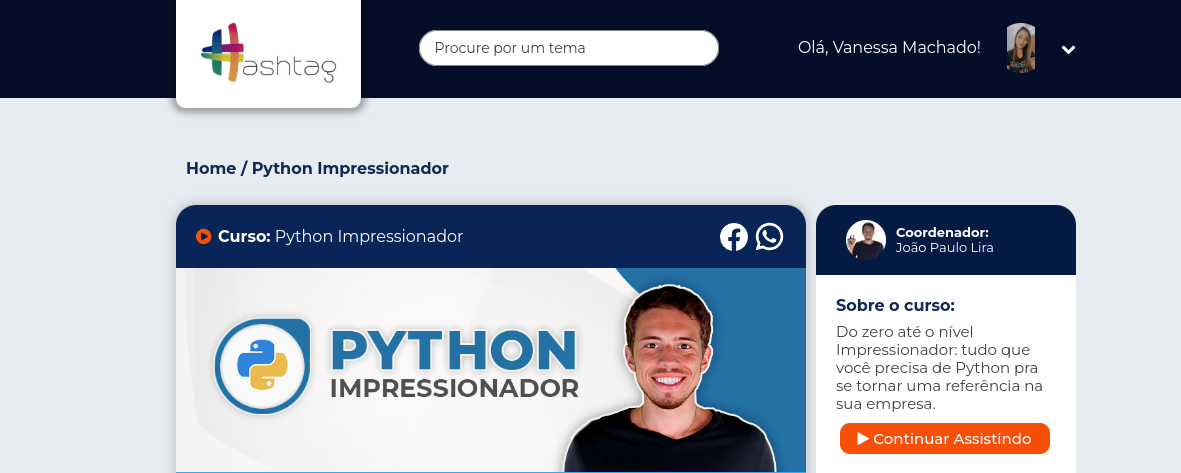 Hashtag
Procure por um tema
Olá, Vanessa Machado!
Home / Python Impressionador
Curso: Python Impressionador
PYTHON
IMPRESSIONADOR
Coordenador:
João Paulo Lira
Sobre o curso:
Do zero até o nível
Impressionador: tudo que
você precisa de Python pra
se tornar uma referência na
sua empresa.
Continuar Assistindo